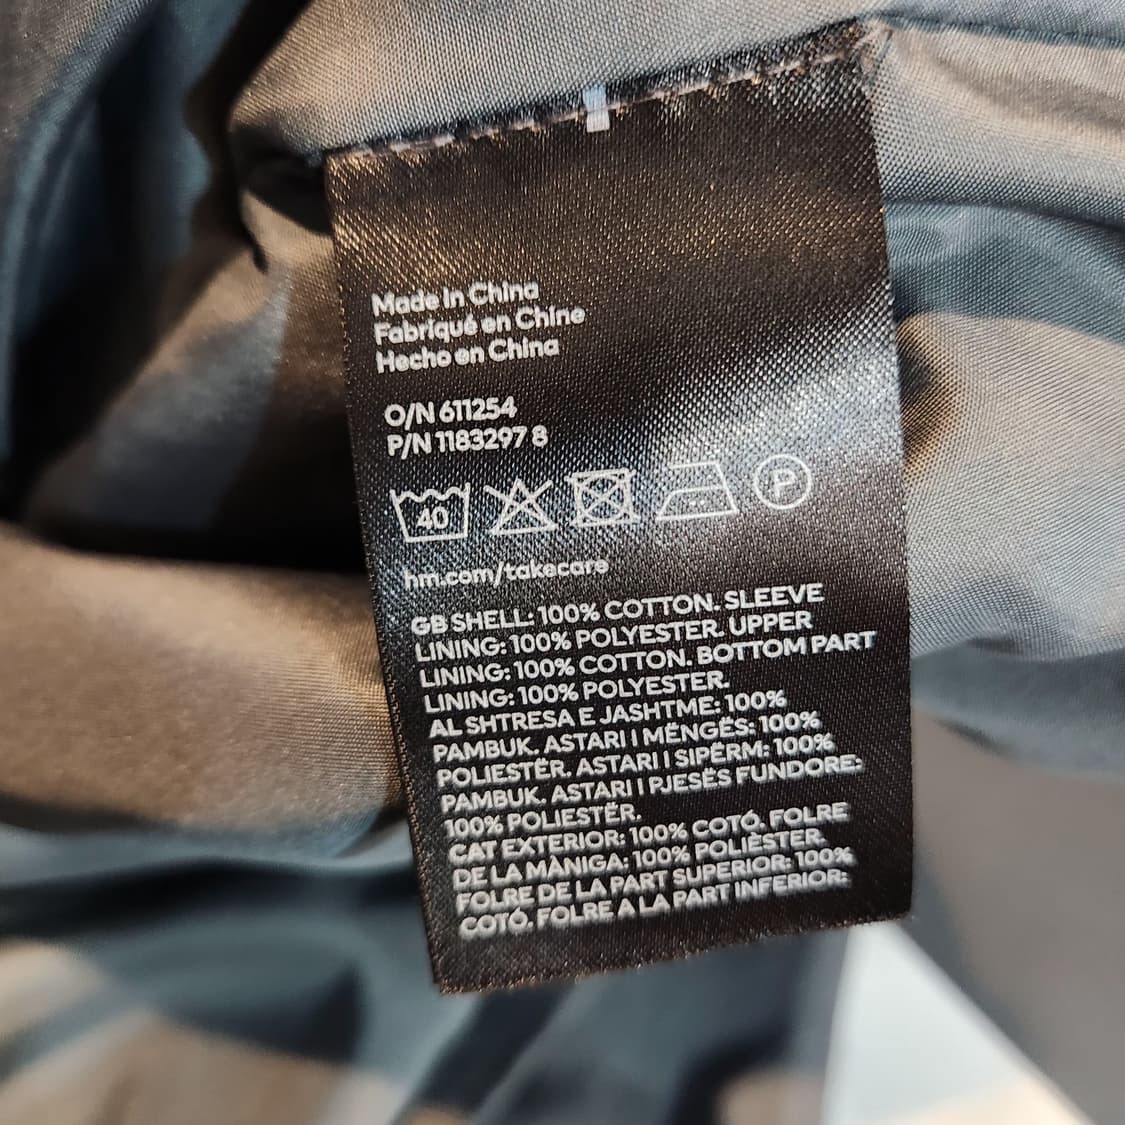 Made in China
Fabriqué en Chine
Hecho en China
O/N 611254
P/N 1183297 8
40 P
hm.com/takecare
GB SHELL: 100% COTTON. SLEEVE
LINING: 100% POLYESTER. UPPER
LINING: 100% COTTON. BOTTOM PART
LINING: 100% POLYESTER.
AL SHTRESA E JASHTME: 100%
PAMBUK. ASTARI I MËNGËS: 100%
POLIESTËR. ASTARI I SIPËRM: 100%
PAMBUK. ASTARI I PJESËS FUNDORE:
100% POLIESTËR.
CAT EXTERIOR: 100% COTÓ. FOLRE
DE LA MÀNIGA: 100% POLIÈSTER.
FOLRE DE LA PART SUPERIOR: 100%
COTÓ. FOLRE A LA PART INFERIOR: